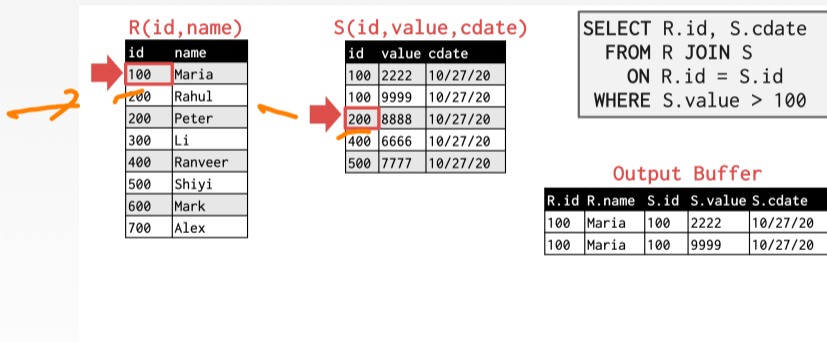 R(id,name)
id name
100 Maria
200 Rahul
200 Peter
300 Li
400 Ranveer
500 Shiyi
600 Mark
700 Alex
S(id,value,cdate)
id value cdate
100 2222 10/27/20
100 9999 10/27/20
200 8888 10/27/20
400 6666 10/27/20
500 7777 10/27/20
SELECT R.id, S.cdate
FROM R JOIN S
ON R.id = S.id
WHERE S.value > 100
Output Buffer
R.id R.name S.id S.value S.cdate
100 Maria 100 2222 10/27/20
100 Maria 100 9999 10/27/20